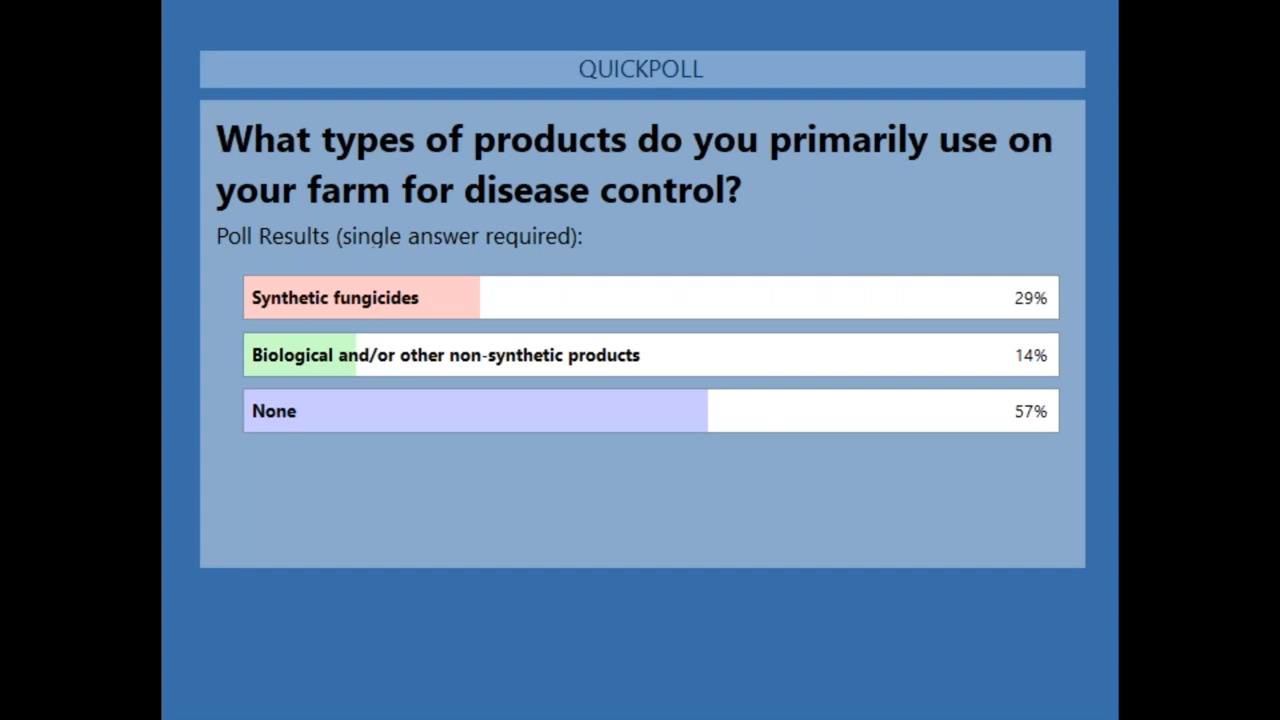 QUICKPOLL
What types of products do you primarily use on
your farm for disease control?
Poll Results (single answer required):
Synthetic fungicides 29%
Biological and/or other non-synthetic products 14%
None 57%